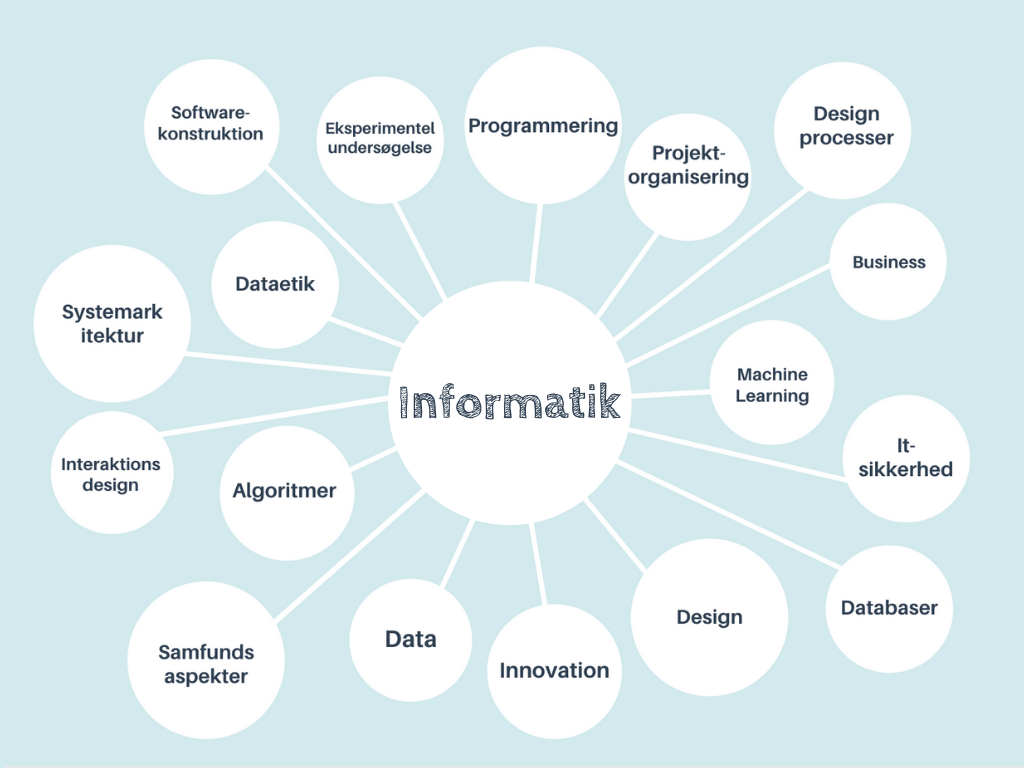 Software-
konstruktion
Eksperimentel
undersøgelse
Programmering
Projekt-
organisering
Design
processer
Business
Dataetik
Systemark
itektur
Machine
Learning
Informatik
It-
sikkerhed
Interaktions
design
Algoritmer
Databaser
Design
Data
Innovation
Samfunds
aspekter